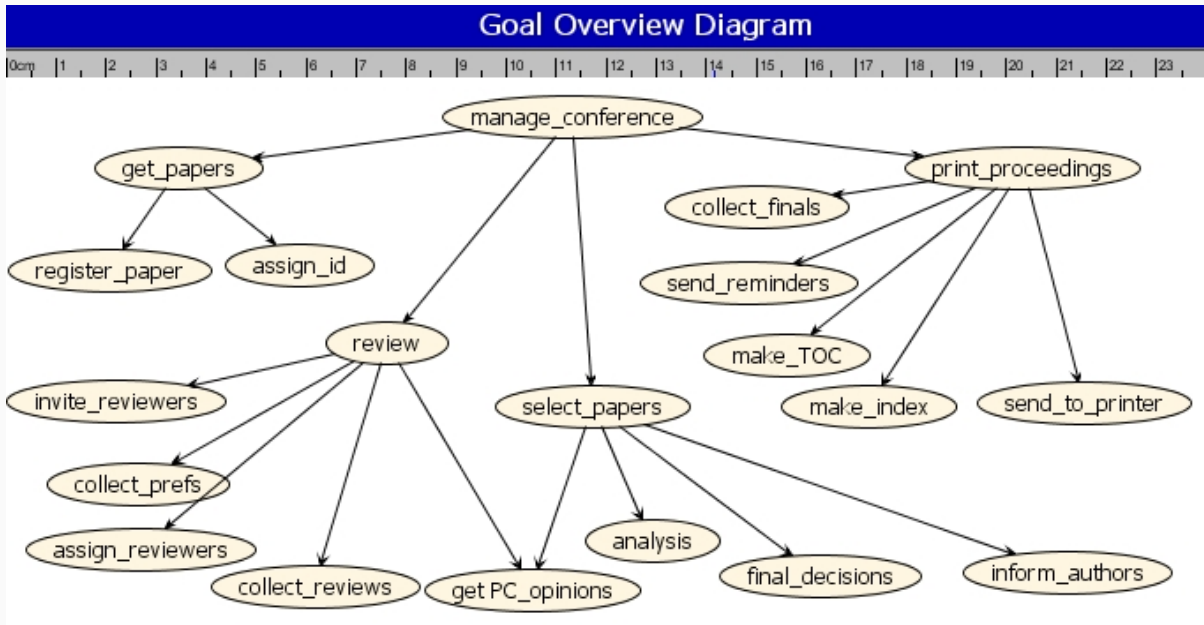 Goal Overview Diagram
0cm 1 2 3 4 5 6 7 8 9 10 11 12 13 14 15 16 17 18 19 20 21 22 23
manage_conference
get_papers
print_proceedings
collect_finals
register_paper
assign_id
send_reminders
review
make_TOC
invite_reviewers
select_papers
make_index
send_to_printer
collect_prefs
assign_reviewers
analysis
collect_reviews
get PC_opinions
final_decisions
inform_authors